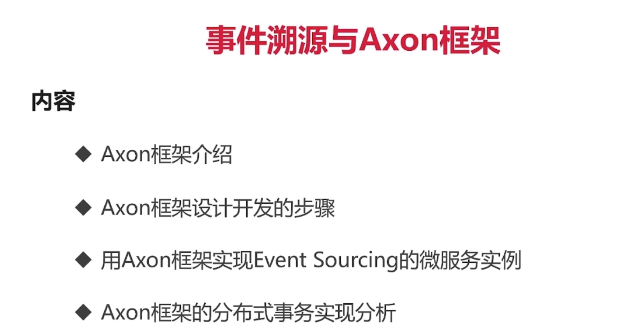 事件溯源与Axon框架
内容
◆ Axon框架介绍
◆ Axon框架设计开发的步骤
◆ 用Axon框架实现Event Sourcing的微服务实例
◆ Axon框架的分布式事务实现分析